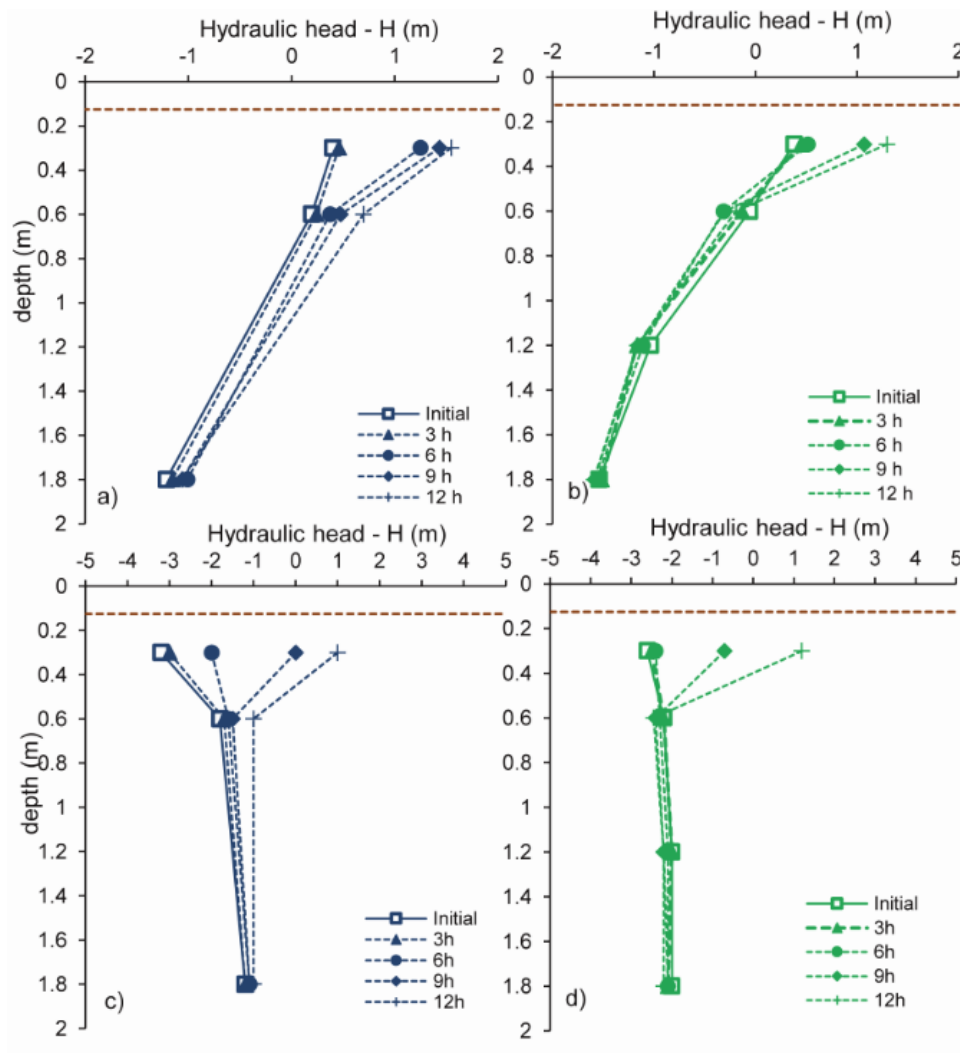 Hydraulic head - H (m)
-2 -1 0 1 2
0
0.2
0.4
0.6
0.8
1
1.2
1.4
1.6
1.8
2
depth (m)
Initial
3 h
6 h
9 h
12 h
a)
Hydraulic head - H (m)
-2 -1 0 1 2
0
0.2
0.4
0.6
0.8
1
1.2
1.4
1.6
1.8
2
Initial
3 h
6 h
9 h
12 h
b)
Hydraulic head - H (m)
-5 -4 -3 -2 -1 0 1 2 3 4 5
0
0.2
0.4
0.6
0.8
1
1.2
1.4
1.6
1.8
2
depth (m)
Initial
3h
6h
9h
12h
c)
Hydraulic head - H (m)
-5 -4 -3 -2 -1 0 1 2 3 4 5
0
0.2
0.4
0.6
0.8
1
1.2
1.4
1.6
1.8
2
Initial
3h
6h
9h
12h
d)